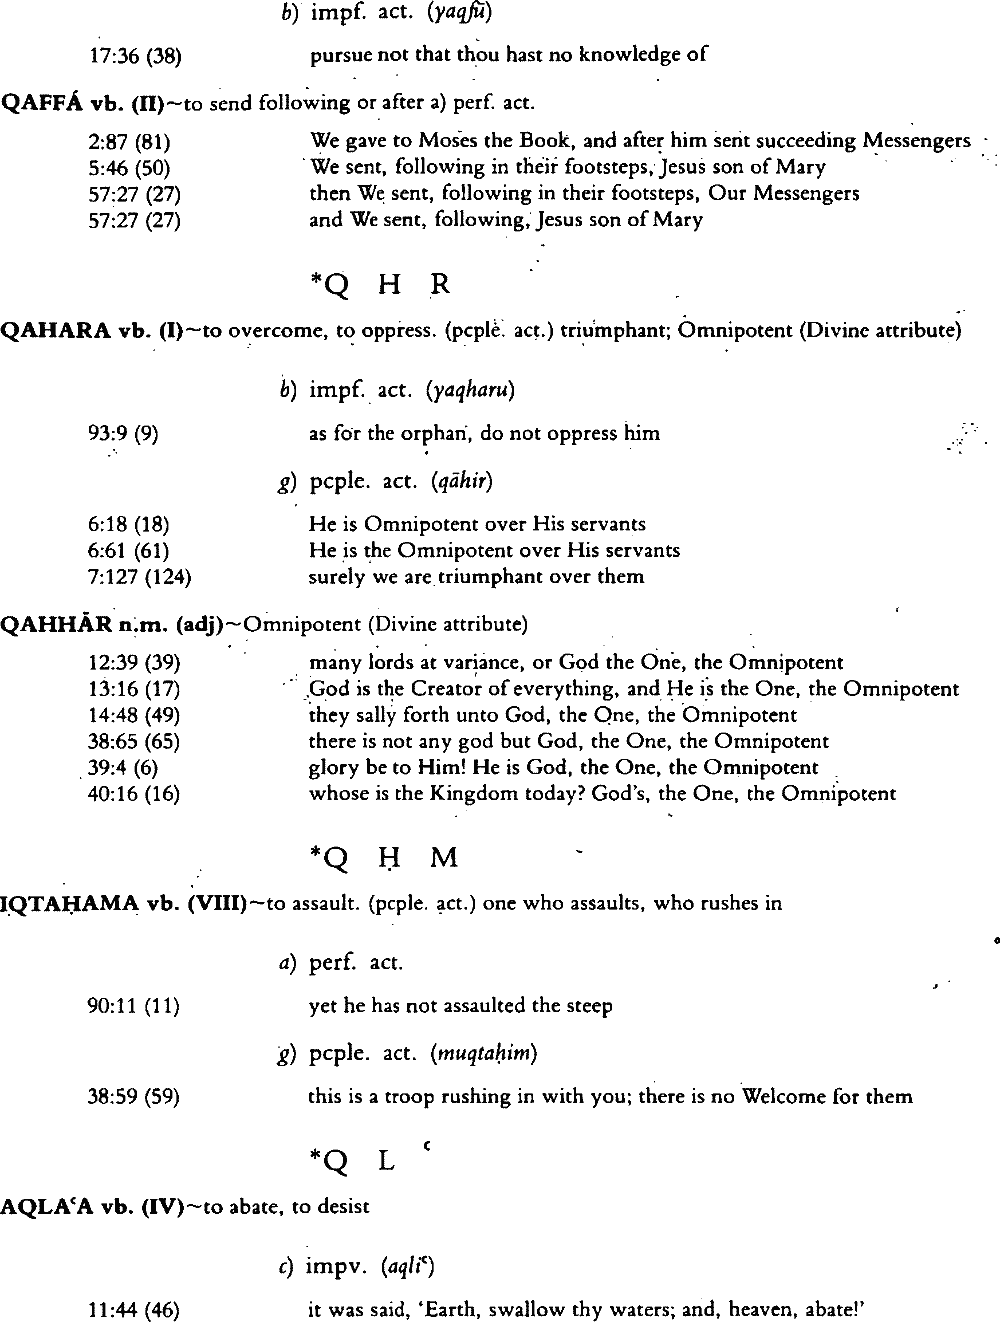 b) impf. act. (yaqfū)
17:36 (38) pursue not that thou hast no knowledge of
QAFFÁ vb. (II)~to send following or after a) perf. act.
2:87 (81) We gave to Moses the Book, and after him sent succeeding Messengers
5:46 (50) We sent, following in their footsteps, Jesus son of Mary
57:27 (27) then We sent, following in their footsteps, Our Messengers
57:27 (27) and We sent, following, Jesus son of Mary
*Q H R
QAHARA vb. (I)~to overcome, to oppress. (pcple. act.) triumphant; Omnipotent (Divine attribute)
b) impf. act. (yaqharu)
93:9 (9) as for the orphan, do not oppress him
g) pcple. act. (qāhir)
6:18 (18) He is Omnipotent over His servants
6:61 (61) He is the Omnipotent over His servants
7:127 (124) surely we are triumphant over them
QAHHĀR n.m. (adj)~Omnipotent (Divine attribute)
12:39 (39) many lords at variance, or God the One, the Omnipotent
13:16 (17) God is the Creator of everything, and He is the One, the Omnipotent
14:48 (49) they sally forth unto God, the One, the Omnipotent
38:65 (65) there is not any god but God, the One, the Omnipotent
39:4 (6) glory be to Him! He is God, the One, the Omnipotent
40:16 (16) whose is the Kingdom today? God's, the One, the Omnipotent
*Q Ḥ M
IQTAḤAMA vb. (VIII)~to assault. (pcple. act.) one who assaults, who rushes in
a) perf. act.
90:11 (11) yet he has not assaulted the steep
g) pcple. act. (muqtaḥim)
38:59 (59) this is a troop rushing in with you; there is no Welcome for them
*Q L ʿ
AQLAʿA vb. (IV)~to abate, to desist
c) impv. (aqliʿ)
11:44 (46) it was said, 'Earth, swallow thy waters; and, heaven, abate!'